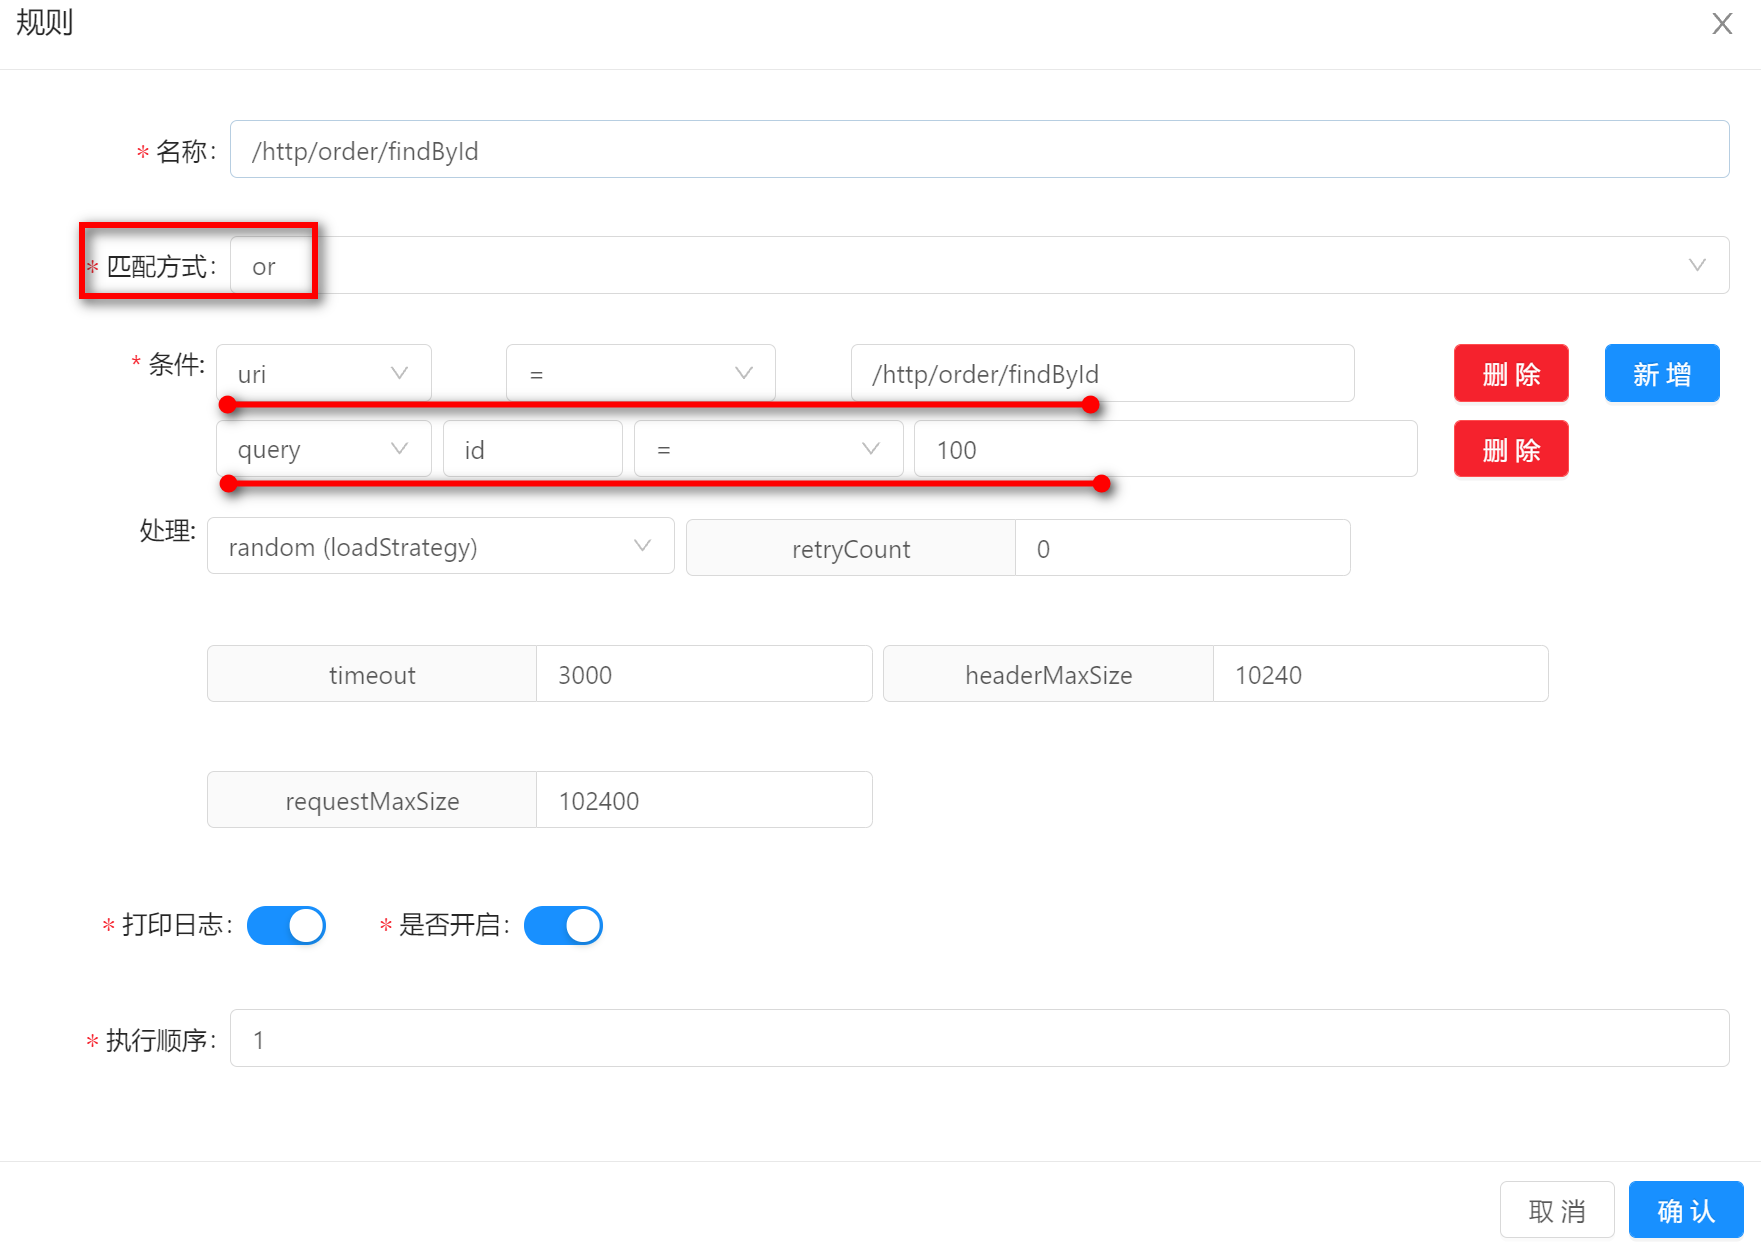 规则
* 名称: /http/order/findById
* 匹配方式: or
* 条件: uri = /http/order/findById 删 除 新 增
query id = 100 删 除
处理: random (loadStrategy) retryCount 0
timeout 3000 headerMaxSize 10240
requestMaxSize 102400
* 打印日志: * 是否开启:
* 执行顺序: 1
取 消 确 认